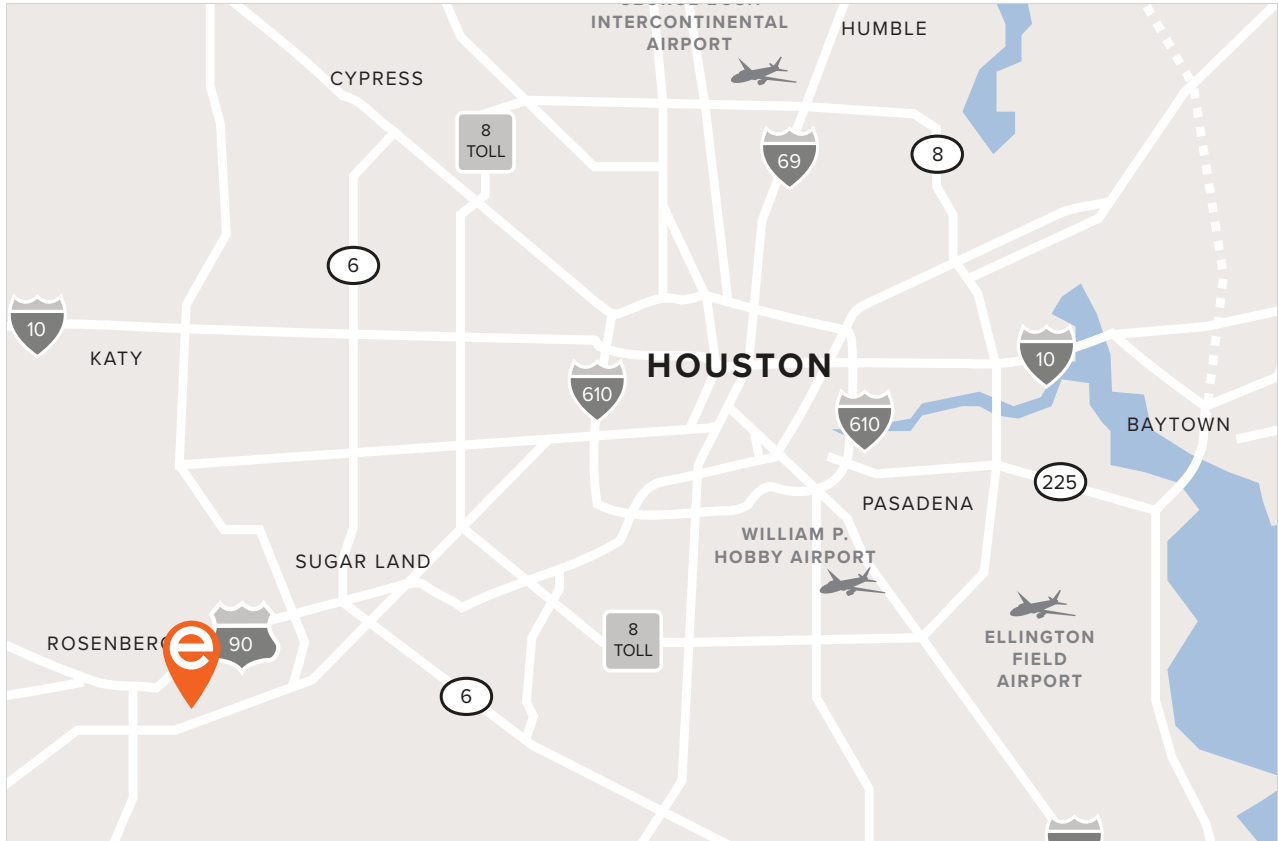 INTERCONTINENTAL
AIRPORT
HUMBLE
CYPRESS
8
TOLL
69
8
6
10
KATY
HOUSTON
10
610
610
BAYTOWN
225
PASADENA
WILLIAM P.
HOBBY AIRPORT
SUGAR LAND
ROSENBERG
e
90
8
TOLL
ELLINGTON
FIELD
AIRPORT
6